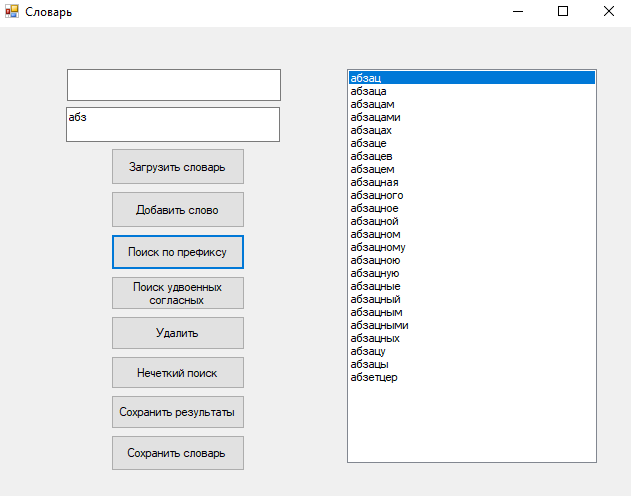 Словарь
абз
Загрузить словарь
Добавить слово
Поиск по префиксу
Поиск удвоенных
согласных
Удалить
Нечеткий поиск
Сохранить результаты
Сохранить словарь
абзац
абзаца
абзацам
абзацами
абзацах
абзаце
абзацев
абзацем
абзацная
абзацного
абзацное
абзацной
абзацном
абзацному
абзацною
абзацную
абзацные
абзацный
абзацным
абзацными
абзацных
абзацу
абзацы
абзетцер